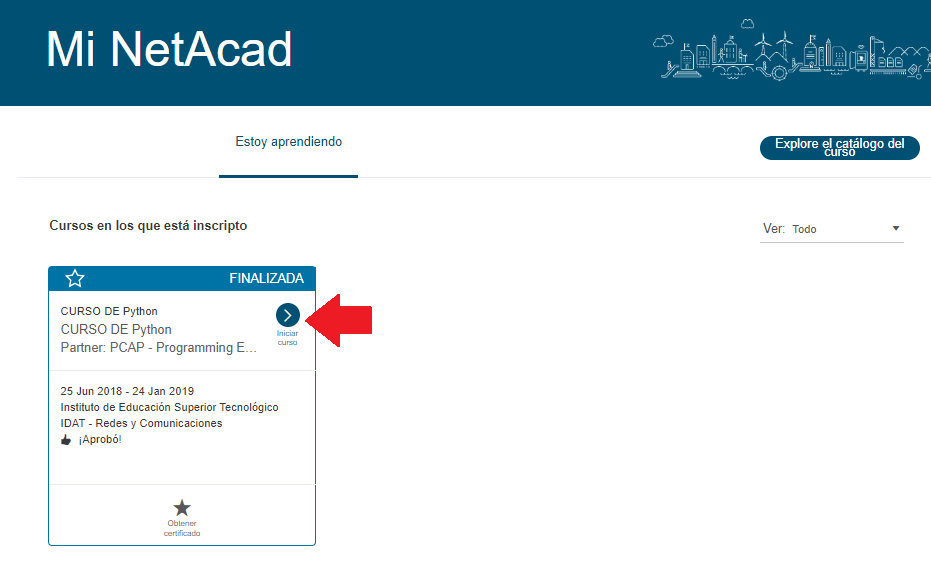 Mi NetAcad
Estoy aprendiendo
Explore el catálogo del
curso
Cursos en los que está inscripto
Ver: Todo
FINALIZADA
CURSO DE Python
CURSO DE Python
Partner: PCAP - Programming E...
Iniciar
curso
25 Jun 2018 - 24 Jan 2019
Instituto de Educación Superior Tecnológico
IDAT - Redes y Comunicaciones
¡Aprobó!
Obtener
certificado